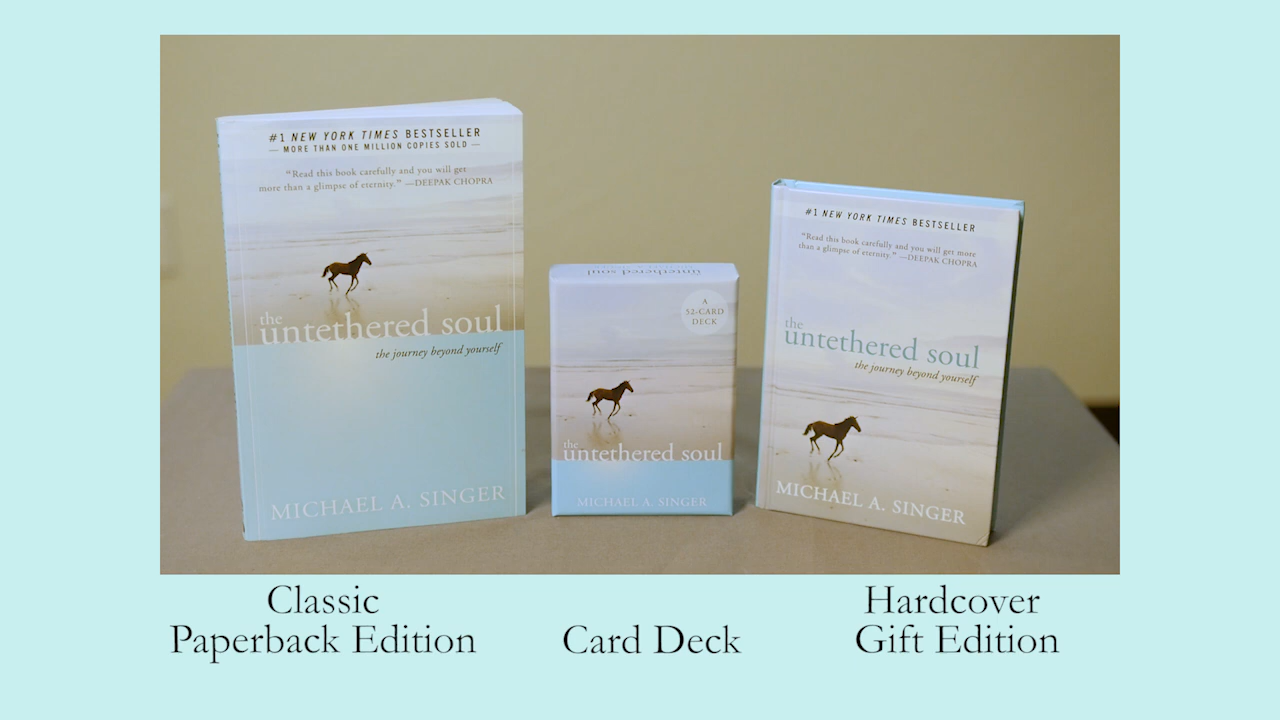 #1 NEW YORK TIMES BESTSELLER
— MORE THAN ONE MILLION COPIES SOLD —
“Read this book carefully and you will get
more than a glimpse of eternity.” —DEEPAK CHOPRA
the
untethered soul
the journey beyond yourself
MICHAEL A. SINGER
untethered soul
A
52-CARD
DECK
the
untethered soul
MICHAEL A. SINGER
#1 NEW YORK TIMES BESTSELLER
“Read this book carefully and you will get more
than a glimpse of eternity.” —DEEPAK CHOPRA
the
untethered soul
the journey beyond yourself
MICHAEL A. SINGER
Classic
Paperback Edition
Card Deck
Hardcover
Gift Edition